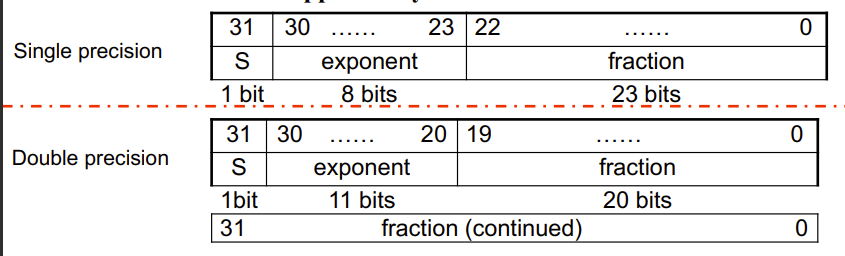 31 30 ...... 23 22 ...... 0
Single precision
S exponent fraction
1 bit 8 bits 23 bits
31 30 ...... 20 19 ...... 0
Double precision
S exponent fraction
1bit 11 bits 20 bits
31 fraction (continued) 0